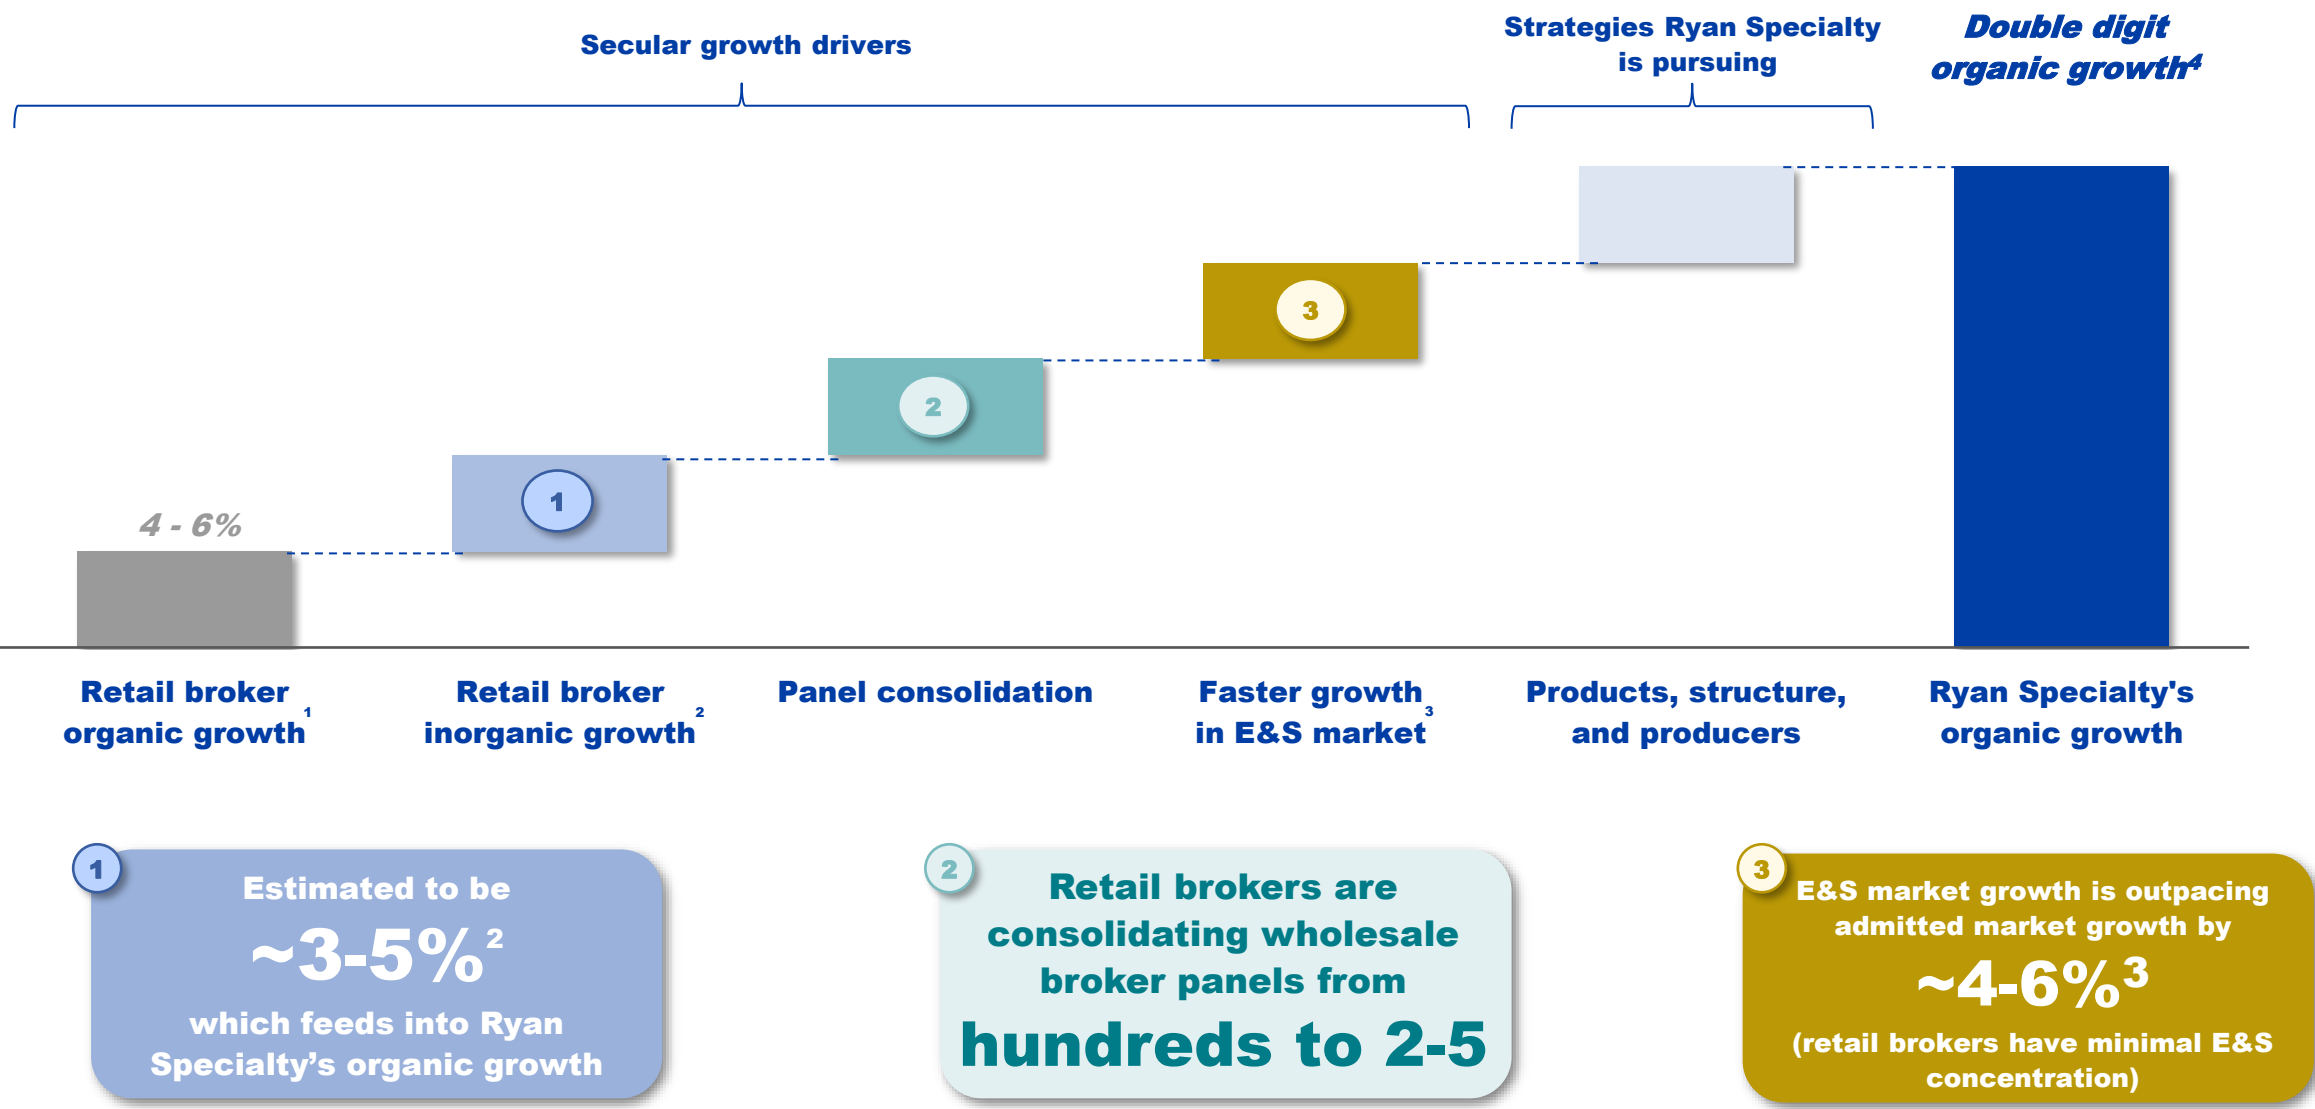 Secular growth drivers
Strategies Ryan Specialty
is pursuing
Double digit
organic growth4
4 - 6%
1
2
3
Retail broker
organic growth1
Retail broker
inorganic growth2
Panel consolidation
Faster growth
in E&S market3
Products, structure,
and producers
Ryan Specialty's
organic growth
1
Estimated to be
~3-5%2
which feeds into Ryan
Specialty’s organic growth
2
Retail brokers are
consolidating wholesale
broker panels from
hundreds to 2-5
3
E&S market growth is outpacing
admitted market growth by
~4-6%3
(retail brokers have minimal E&S
concentration)